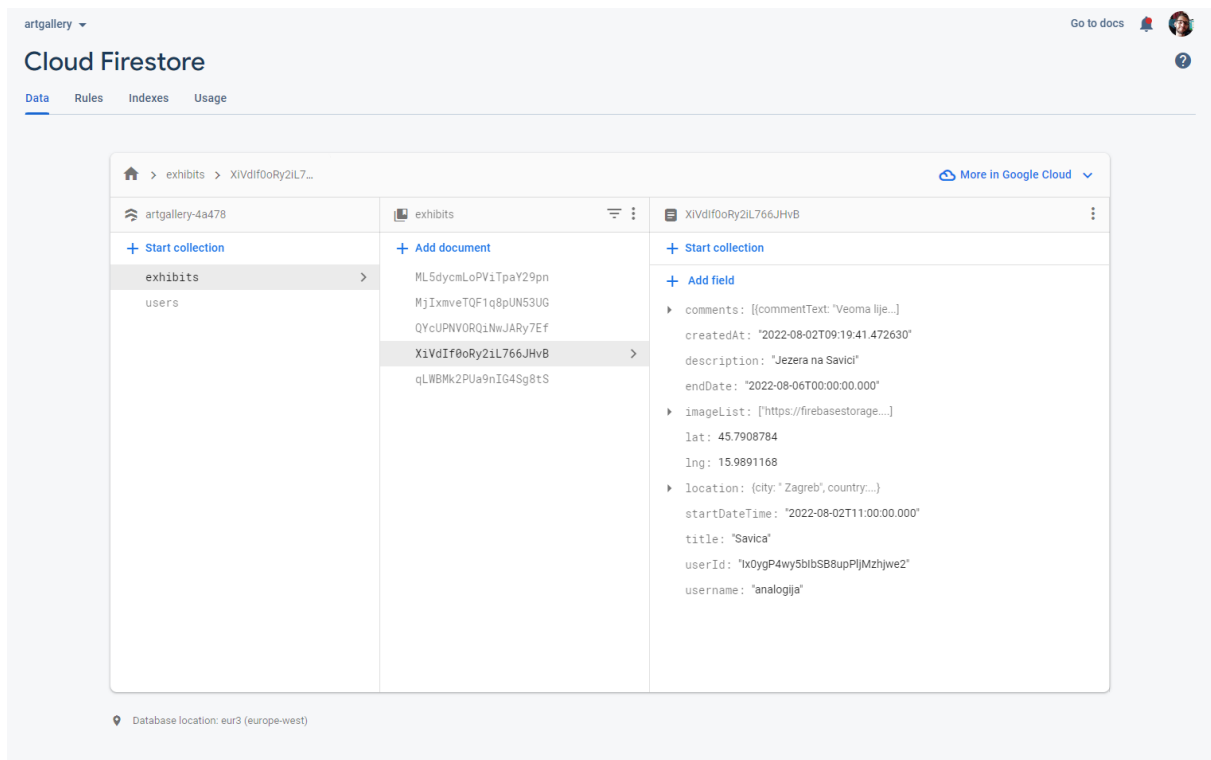 artgallery
Go to docs
Cloud Firestore
Data Rules Indexes Usage
exhibits XiVdIf0oRy2iL7...
More in Google Cloud
artgallery-4a478
Start collection
exhibits
users
exhibits
Add document
ML5dycmLoPViTpaY29pn
MjIxmveTQF1q8pUN53UG
QYcUPNVORQiNwJARy7Ef
XiVdIf0oRy2iL766JHvB
qLWBMk2PUa9nIG4Sg8tS
XiVdIf0oRy2iL766JHvB
Start collection
Add field
comments: [{commentText: "Veoma lije...]
createdAt: "2022-08-02T09:19:41.472630"
description: "Jezera na Savici"
endDate: "2022-08-06T00:00:00.000"
imageList: ["https://firebasestorage....]
lat: 45.7908784
lng: 15.9891168
location: {city: " Zagreb", country:...}
startDateTime: "2022-08-02T11:00:00.000"
title: "Savica"
userId: "Ix0ygP4wy5bIbSB8upPljMzhjwe2"
username: "analogija"
Database location: eur3 (europe-west)